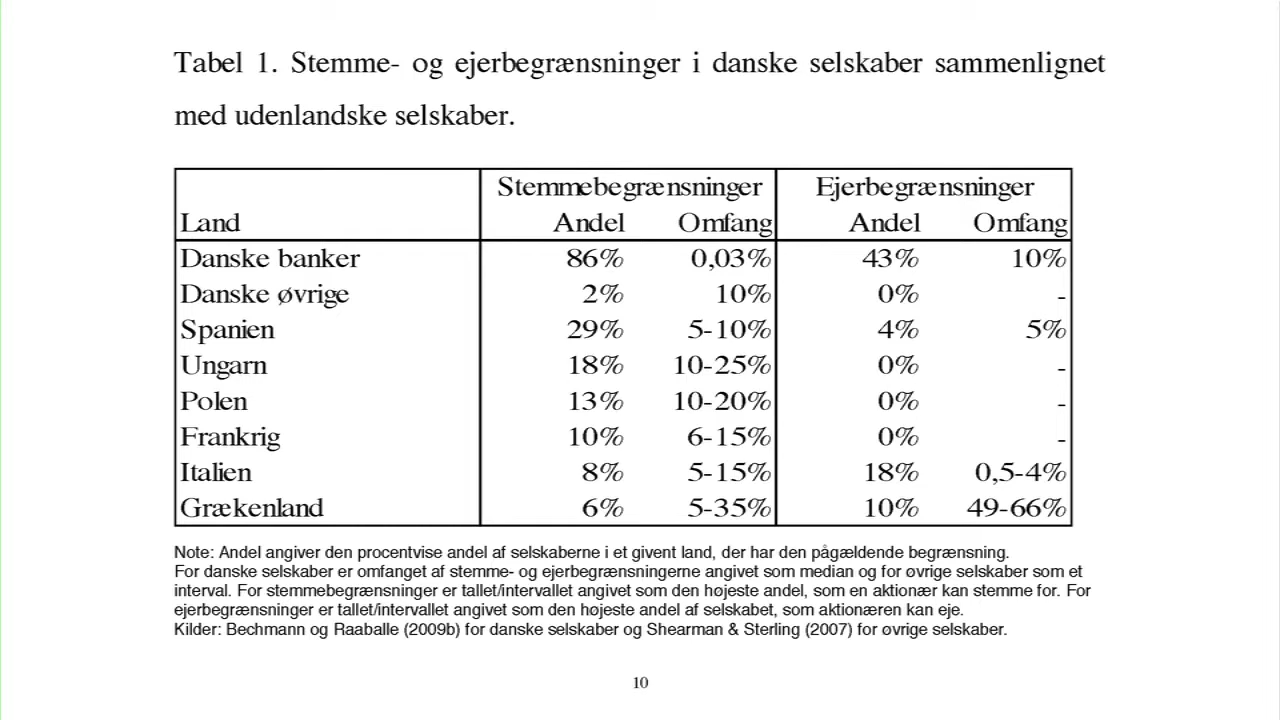 Tabel 1. Stemme- og ejerbegrænsninger i danske selskaber sammenlignet
med udenlandske selskaber.
Stemmebegrænsninger Ejerbegrænsninger
Land Andel Omfang Andel Omfang
Danske banker 86% 0,03% 43% 10%
Danske øvrige 2% 10% 0% -
Spanien 29% 5-10% 4% 5%
Ungarn 18% 10-25% 0% -
Polen 13% 10-20% 0% -
Frankrig 10% 6-15% 0% -
Italien 8% 5-15% 18% 0,5-4%
Grækenland 6% 5-35% 10% 49-66%
Note: Andel angiver den procentvise andel af selskaberne i et givent land, der har den pågældende begrænsning.
For danske selskaber er omfanget af stemme- og ejerbegrænsningerne angivet som median og for øvrige selskaber som et
interval. For stemmebegrænsninger er tallet/intervallet angivet som den højeste andel, som en aktionær kan stemme for. For
ejerbegrænsninger er tallet/intervallet angivet som den højeste andel af selskabet, som aktionæren kan eje.
Kilder: Bechmann og Raaballe (2009b) for danske selskaber og Shearman & Sterling (2007) for øvrige selskaber.
10